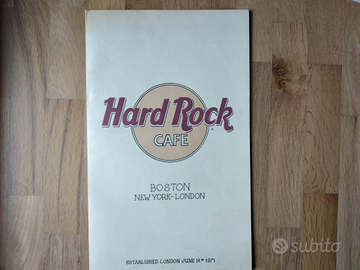 Hard Rock
CAFE
BOSTON
NEW YORK - LONDON
ESTABLISHED LONDON JUNE 14TH 1971
subito